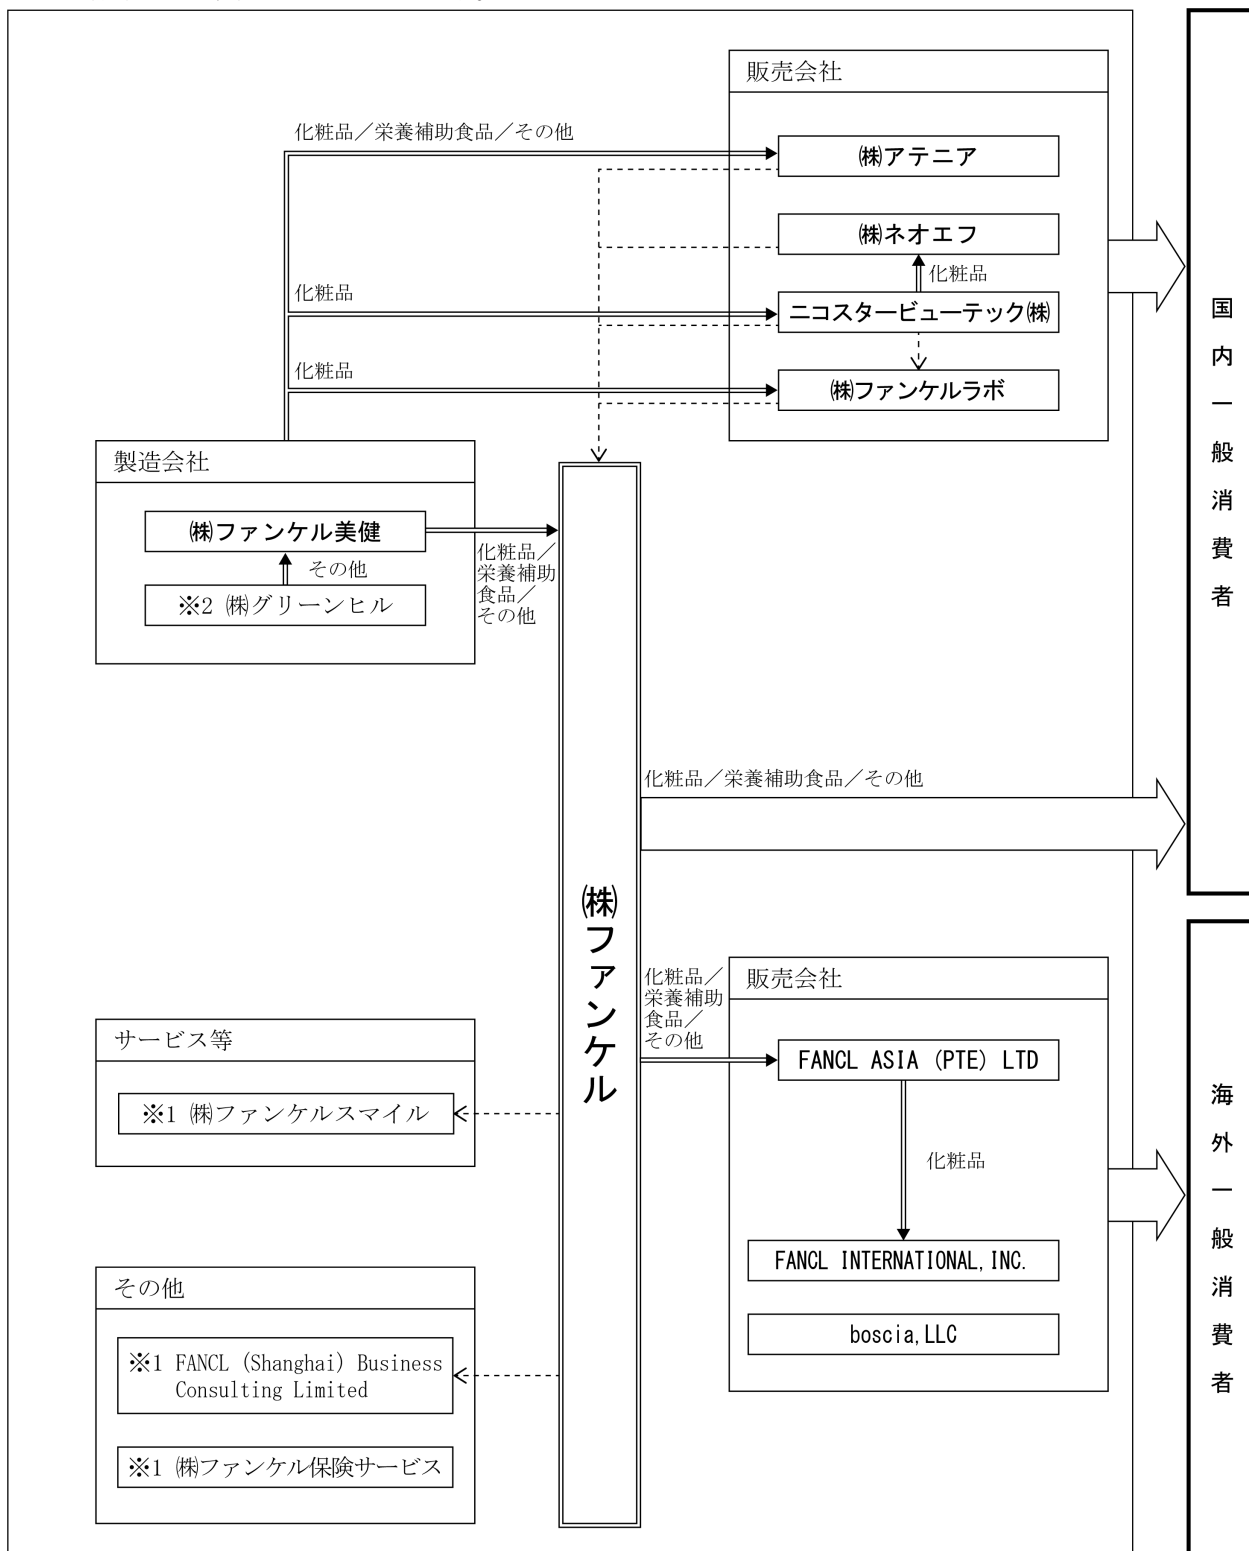 販売会社
化粧品／栄養補助食品／その他
㈱アテニア
㈱ネオエフ
化粧品
化粧品
ニコスタービューテック㈱
化粧品
㈱ファンケルラボ
国内一般消費者
製造会社
㈱ファンケル美健
その他
※2 ㈱グリーンヒル
化粧品／
栄養補助
食品／
その他
化粧品／栄養補助食品／その他
㈱ファンケル
化粧品／
栄養補助
食品／
その他
販売会社
FANCL ASIA (PTE) LTD
化粧品
FANCL INTERNATIONAL, INC.
boscia, LLC
海外一般消費者
サービス等
※1 ㈱ファンケルスマイル
その他
※1 FANCL (Shanghai) Business
Consulting Limited
※1 ㈱ファンケル保険サービス